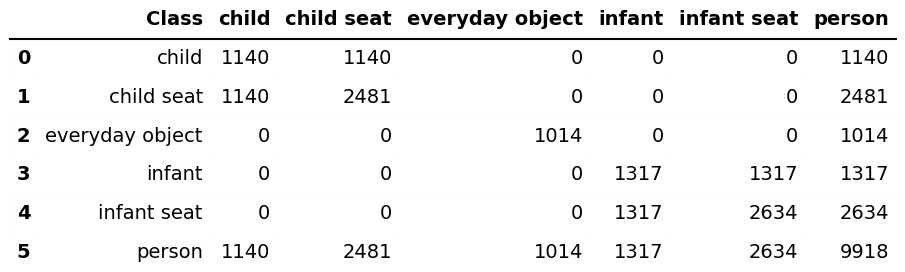 Class child child seat everyday object infant infant seat person
0 child 1140 1140 0 0 0 1140
1 child seat 1140 2481 0 0 0 2481
2 everyday object 0 0 1014 0 0 1014
3 infant 0 0 0 1317 1317 1317
4 infant seat 0 0 0 1317 2634 2634
5 person 1140 2481 1014 1317 2634 9918